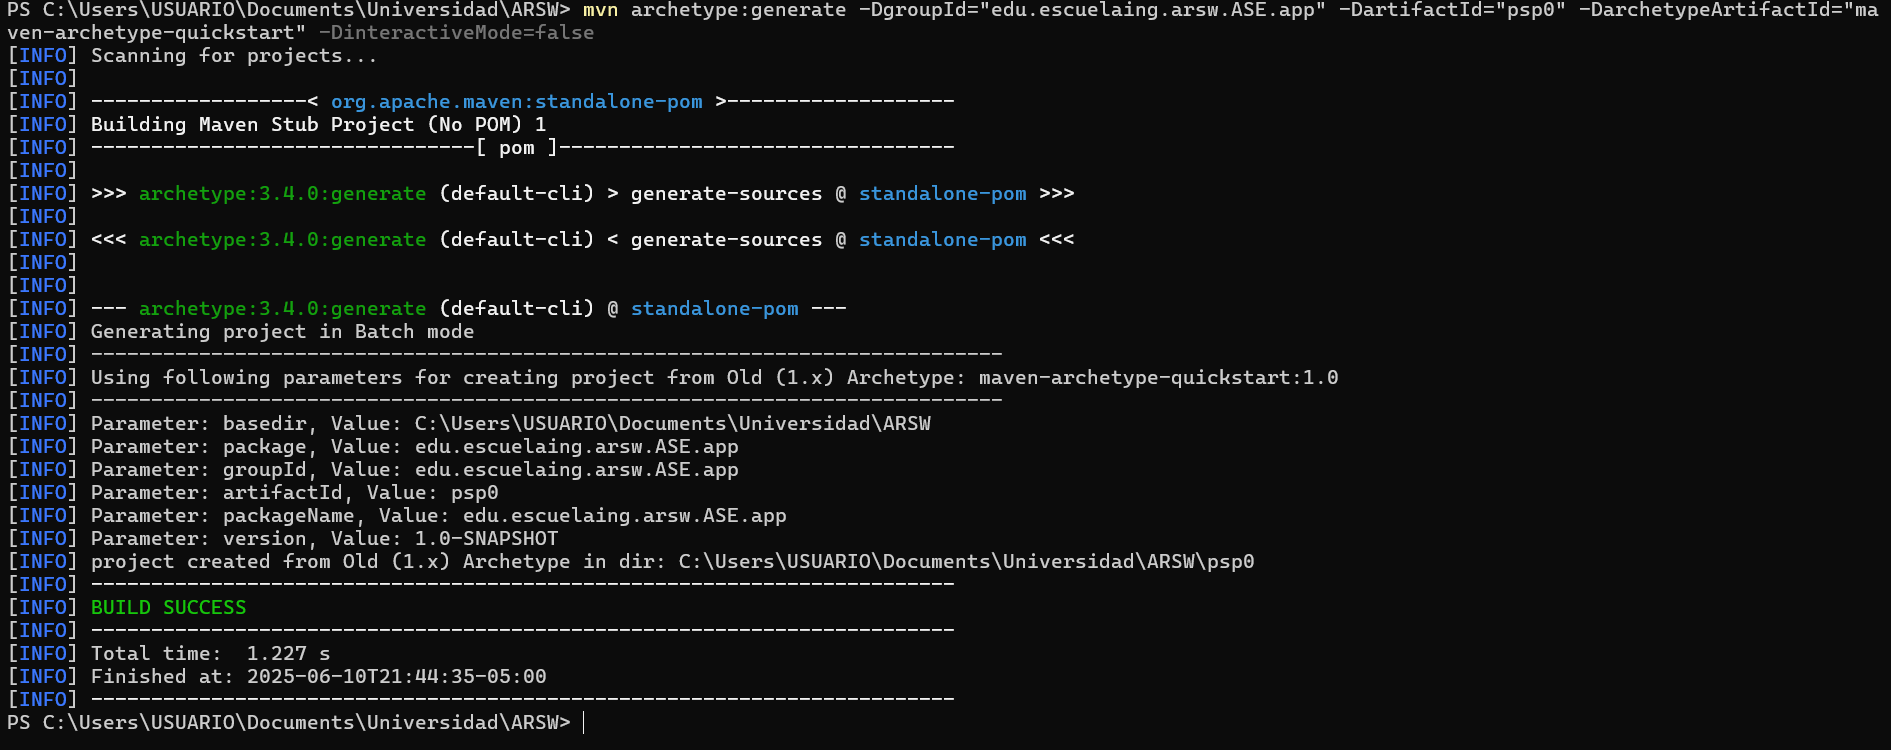 PS C:\Users\USUARIO\Documents\Universidad\ARSW> mvn archetype:generate -DgroupId="edu.escuelaing.arsw.ASE.app" -DartifactId="psp0" -DarchetypeArtifactId="ma
ven-archetype-quickstart" -DinteractiveMode=false
[INFO] Scanning for projects...
[INFO]
[INFO] ------------------< org.apache.maven:standalone-pom >-------------------
[INFO] Building Maven Stub Project (No POM) 1
[INFO] --------------------------------[ pom ]---------------------------------
[INFO]
[INFO] >>> archetype:3.4.0:generate (default-cli) > generate-sources @ standalone-pom >>>
[INFO]
[INFO] <<< archetype:3.4.0:generate (default-cli) < generate-sources @ standalone-pom <<<
[INFO]
[INFO]
[INFO] --- archetype:3.4.0:generate (default-cli) @ standalone-pom ---
[INFO] Generating project in Batch mode
[INFO] ----------------------------------------------------------------------------
[INFO] Using following parameters for creating project from Old (1.x) Archetype: maven-archetype-quickstart:1.0
[INFO] ----------------------------------------------------------------------------
[INFO] Parameter: basedir, Value: C:\Users\USUARIO\Documents\Universidad\ARSW
[INFO] Parameter: package, Value: edu.escuelaing.arsw.ASE.app
[INFO] Parameter: groupId, Value: edu.escuelaing.arsw.ASE.app
[INFO] Parameter: artifactId, Value: psp0
[INFO] Parameter: packageName, Value: edu.escuelaing.arsw.ASE.app
[INFO] Parameter: version, Value: 1.0-SNAPSHOT
[INFO] project created from Old (1.x) Archetype in dir: C:\Users\USUARIO\Documents\Universidad\ARSW\psp0
[INFO] ------------------------------------------------------------------------
[INFO] BUILD SUCCESS
[INFO] ------------------------------------------------------------------------
[INFO] Total time:  1.227 s
[INFO] Finished at: 2025-06-10T21:44:35-05:00
[INFO] ------------------------------------------------------------------------
PS C:\Users\USUARIO\Documents\Universidad\ARSW>